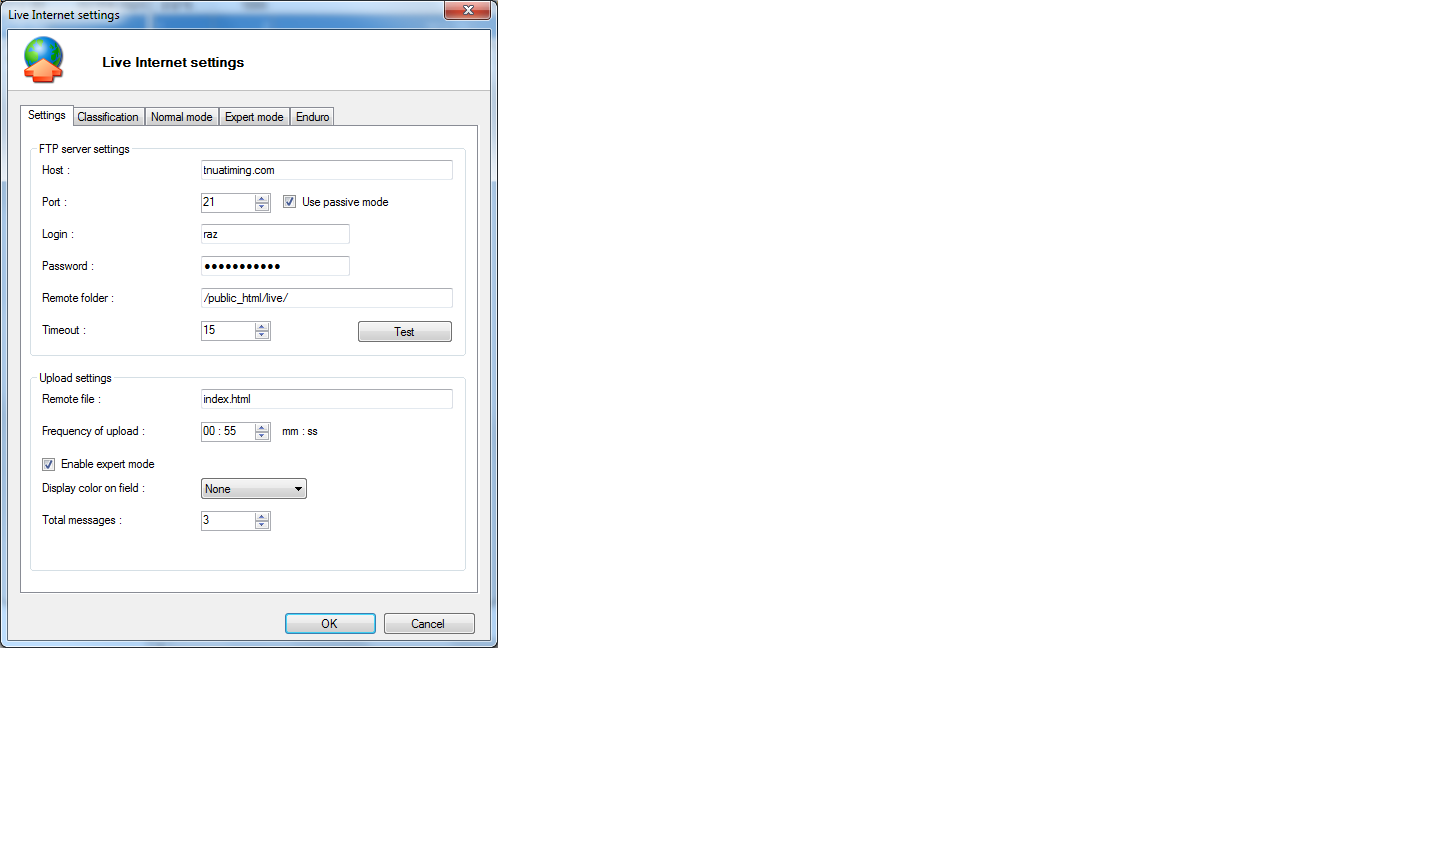 Live Internet settings
Live Internet settings
Settings Classification Normal mode Expert mode Enduro
FTP server settings
Host : tnuatiming.com
Port : 21 Use passive mode
Login : raz
Password : ●●●●●●●●●●●
Remote folder : /public_html/live/
Timeout : 15 Test
Upload settings
Remote file : index.html
Frequency of upload : 00 : 55 mm : ss
Enable expert mode
Display color on field : None
Total messages : 3
OK Cancel